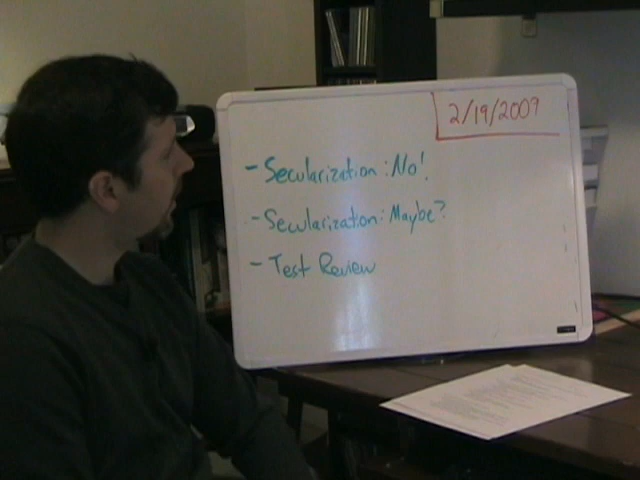 2/19/2009
- Secularization: No!
- Secularization: Maybe?
- Test Review